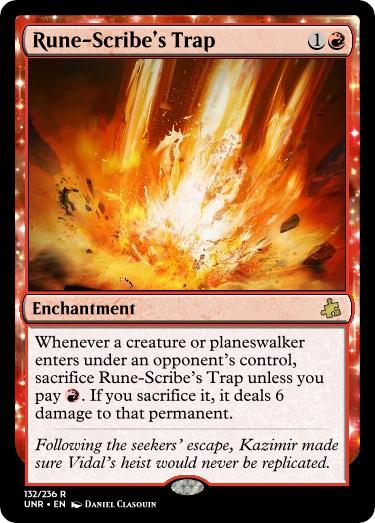 Rune-Scribe's Trap 1
Enchantment
Whenever a creature or planeswalker
enters under an opponent's control,
sacrifice Rune-Scribe's Trap unless you
pay . If you sacrifice it, it deals 6
damage to that permanent.
Following the seekers' escape, Kazimir made
sure Vidal's heist would never be replicated.
132/236 R
UNR • EN DANIEL CLASOUIN